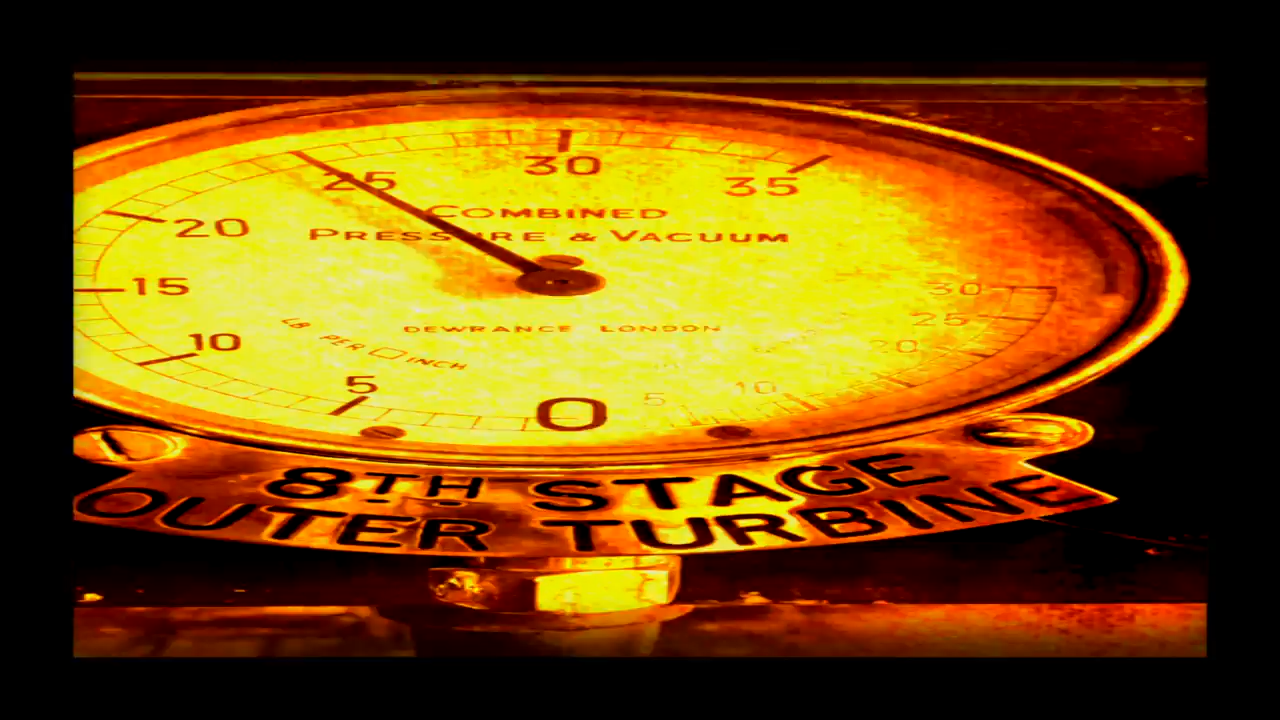 30
25 35
COMBINED
20
PRESSURE & VACUUM
15 30
DEWRANCE LONDON
25
LB PER □ INCH
10 20
5 5 10
0
8TH STAGE
OUTER TURBINE